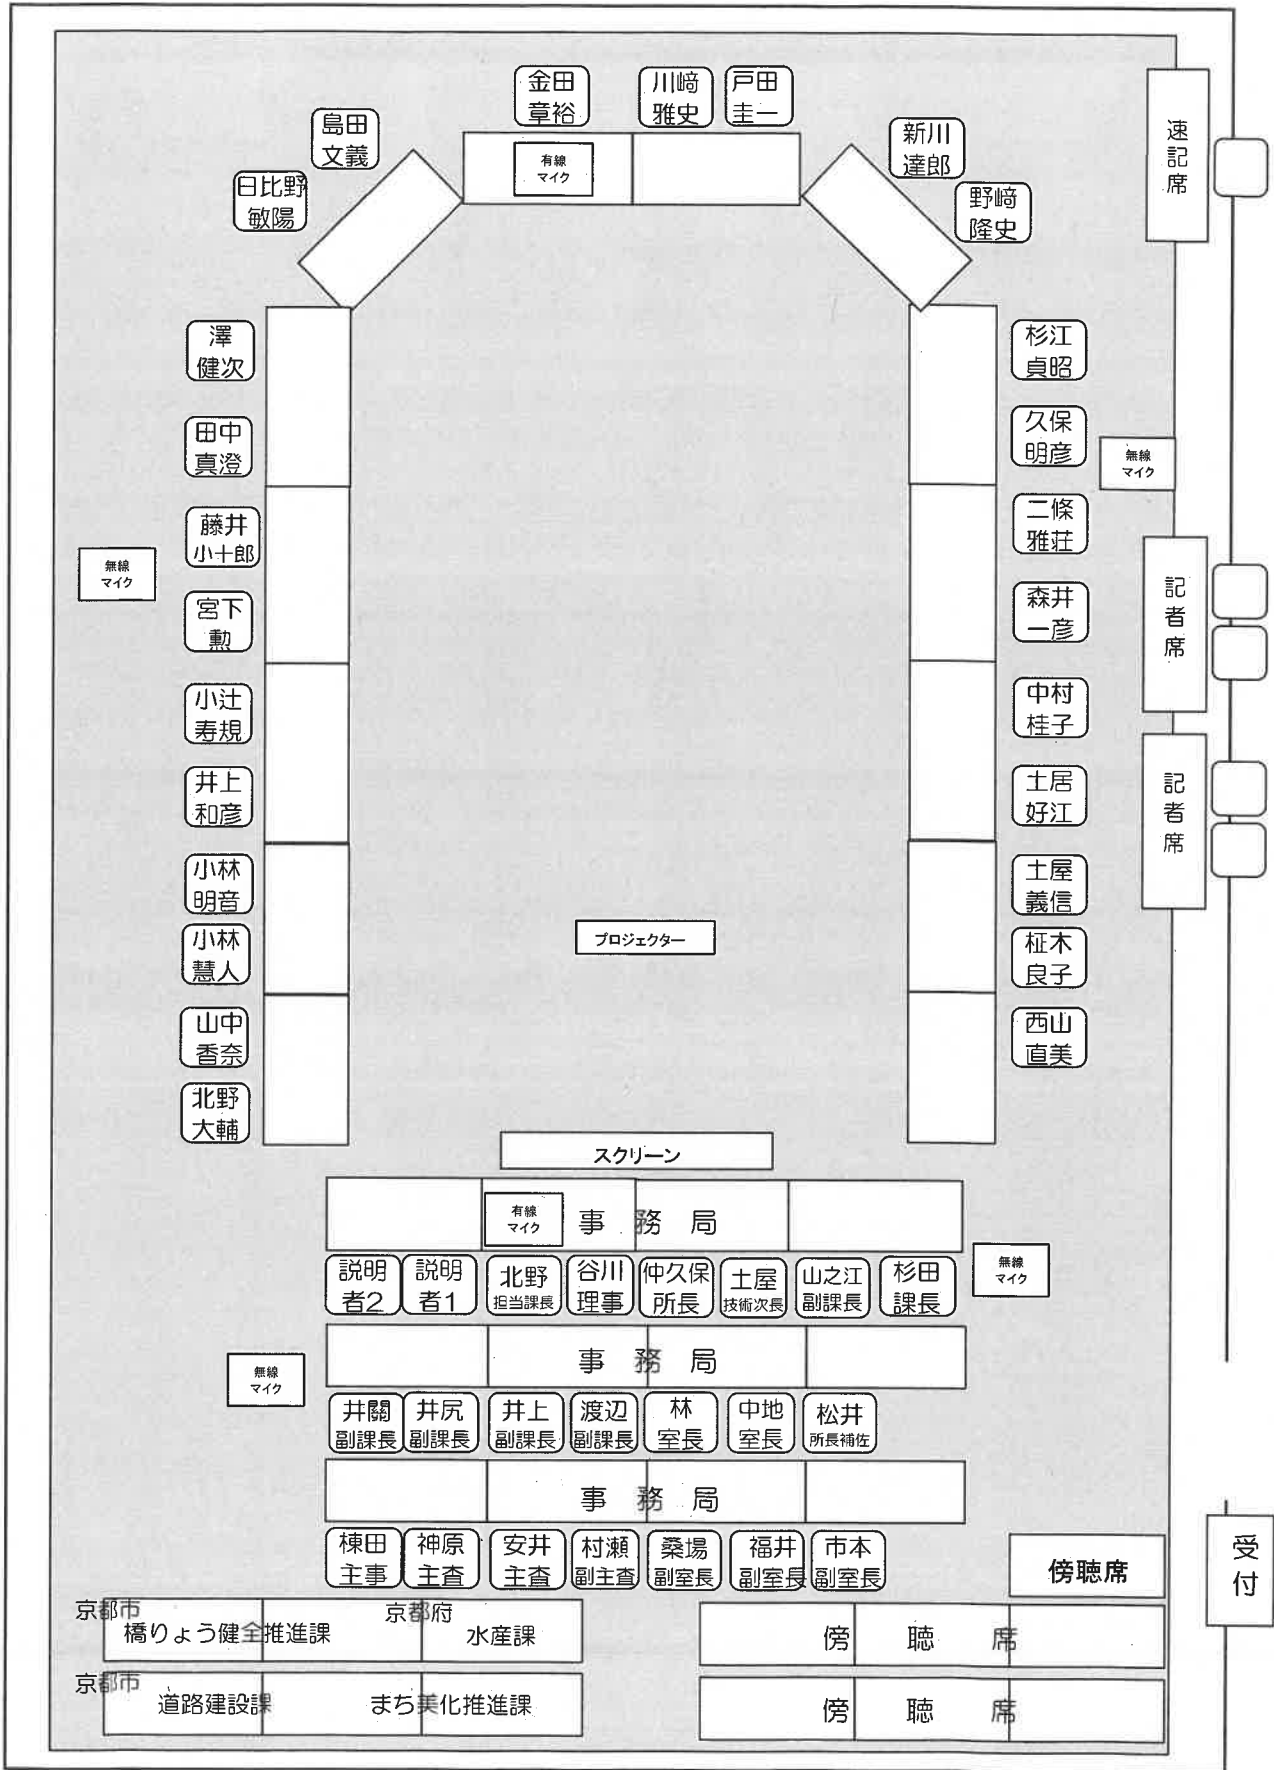 金田
章裕
川﨑
雅史
戸田
圭一
島田
文義
新川
達郎
日比野
敏陽
野﨑
隆史
有線
マイク
速記席
澤
健次
田中
真澄
藤井
小十郎
宮下
勲
小辻
寿規
井上
和彦
小林
明音
小林
慧人
山中
香奈
北野
大輔
無線
マイク
杉江
貞昭
久保
明彦
二條
雅荘
森井
一彦
中村
桂子
土居
好江
土屋
義信
柾木
良子
西山
直美
無線
マイク
記者席
記者席
プロジェクター
スクリーン
有線
マイク
事務局
説明
者2
説明
者1
北野
担当課長
谷川
理事
仲久保
所長
土屋
技術次長
山之江
副課長
杉田
課長
無線
マイク
無線
マイク
事務局
井關
副課長
井尻
副課長
井上
副課長
渡辺
副課長
林
室長
中地
室長
松井
所長補佐
事務局
棟田
主事
神原
主査
安井
主査
村瀬
副主査
桑場
副室長
福井
副室長
市本
副室長
傍聴席
受付
京都市
橋りょう健全推進課
京都府
水産課
傍聴席
京都市
道路建設課
まち美化推進課
傍聴席